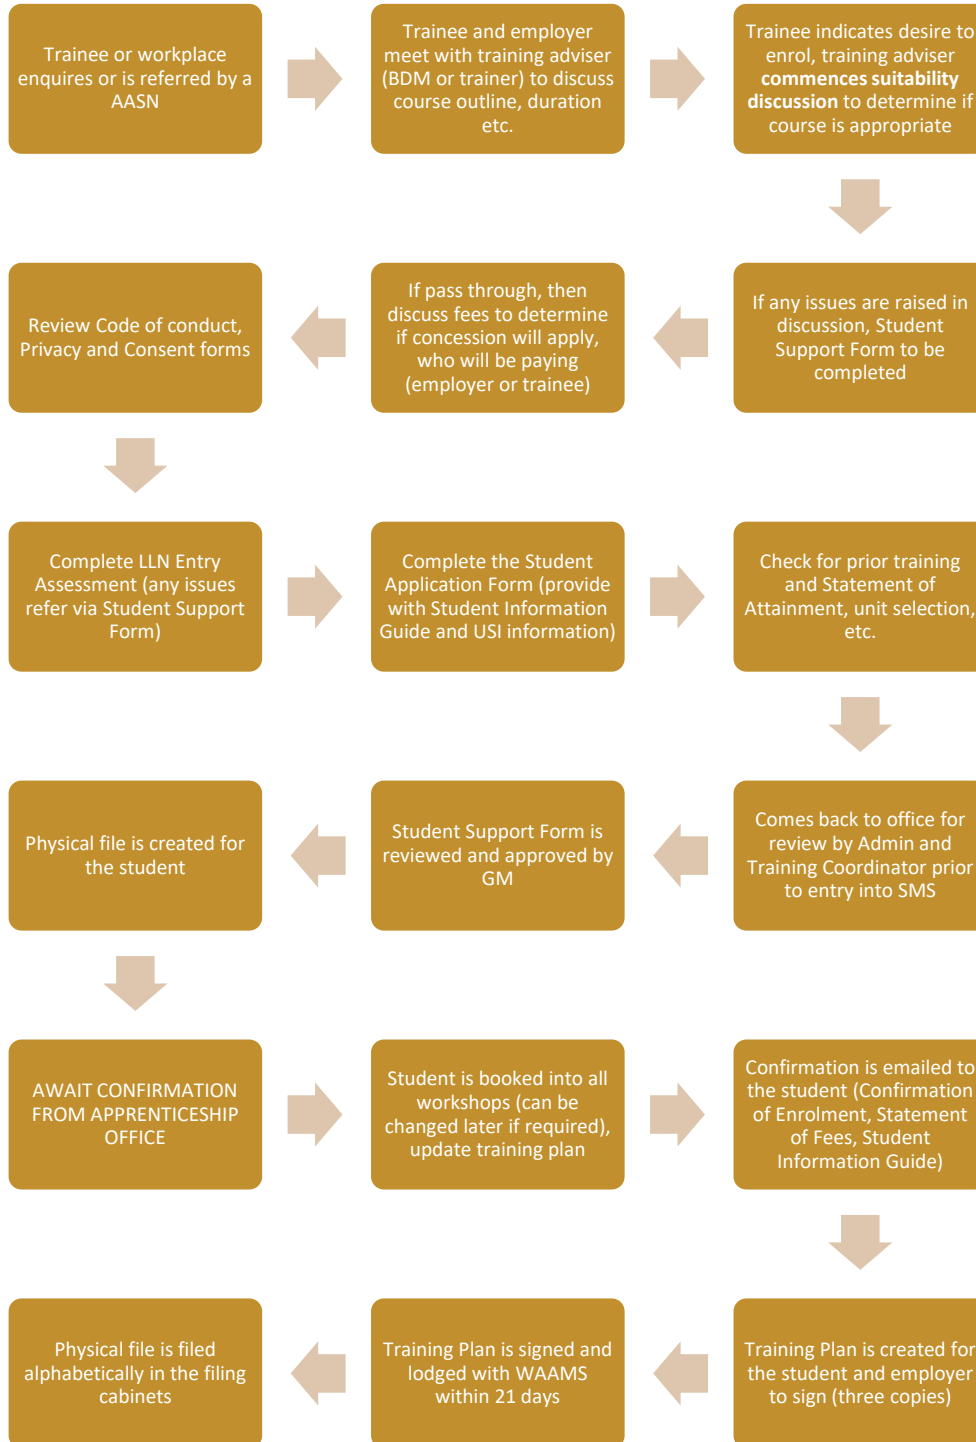 Trainee or workplace
enquires or is referred by a
AASN
Trainee and employer
meet with training adviser
(BDM or trainer) to discuss
course outline, duration
etc.
Trainee indicates desire to
enrol, training adviser
commences suitability
discussion to determine if
course is appropriate
If any issues are raised in
discussion, Student
Support Form to be
completed
If pass through, then
discuss fees to determine
if concession will apply,
who will be paying
(employer or trainee)
Review Code of conduct,
Privacy and Consent forms
Complete LLN Entry
Assessment (any issues
refer via Student Support
Form)
Complete the Student
Application Form (provide
with Student Information
Guide and USI information)
Check for prior training
and Statement of
Attainment, unit selection,
etc.
Comes back to office for
review by Admin and
Training Coordinator prior
to entry into SMS
Student Support Form is
reviewed and approved by
GM
Physical file is created for
the student
AWAIT CONFIRMATION
FROM APPRENTICESHIP
OFFICE
Student is booked into all
workshops (can be
changed later if required),
update training plan
Confirmation is emailed to
the student (Confirmation
of Enrolment, Statement
of Fees, Student
Information Guide)
Training Plan is created for
the student and employer
to sign (three copies)
Training Plan is signed and
lodged with WAAMS
within 21 days
Physical file is filed
alphabetically in the filing
cabinets